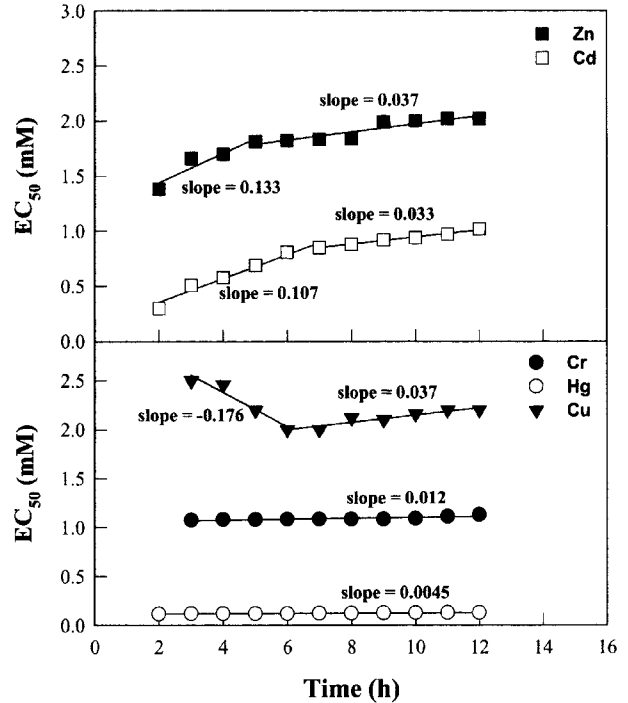 3.0
Zn
Cd
2.5
slope = 0.037
2.0
1.5
slope = 0.133
slope = 0.033
1.0
0.5
slope = 0.107
0.0
EC50 (mM)
Cr
Hg
Cu
2.5
slope = 0.037
slope = -0.176
2.0
1.5
slope = 0.012
1.0
0.5
slope = 0.0045
0.0
EC50 (mM)
0 2 4 6 8 10 12 14 16
Time (h)